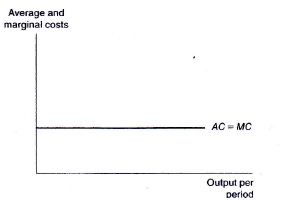 Average and
marginal costs
AC = MC
Output per
period